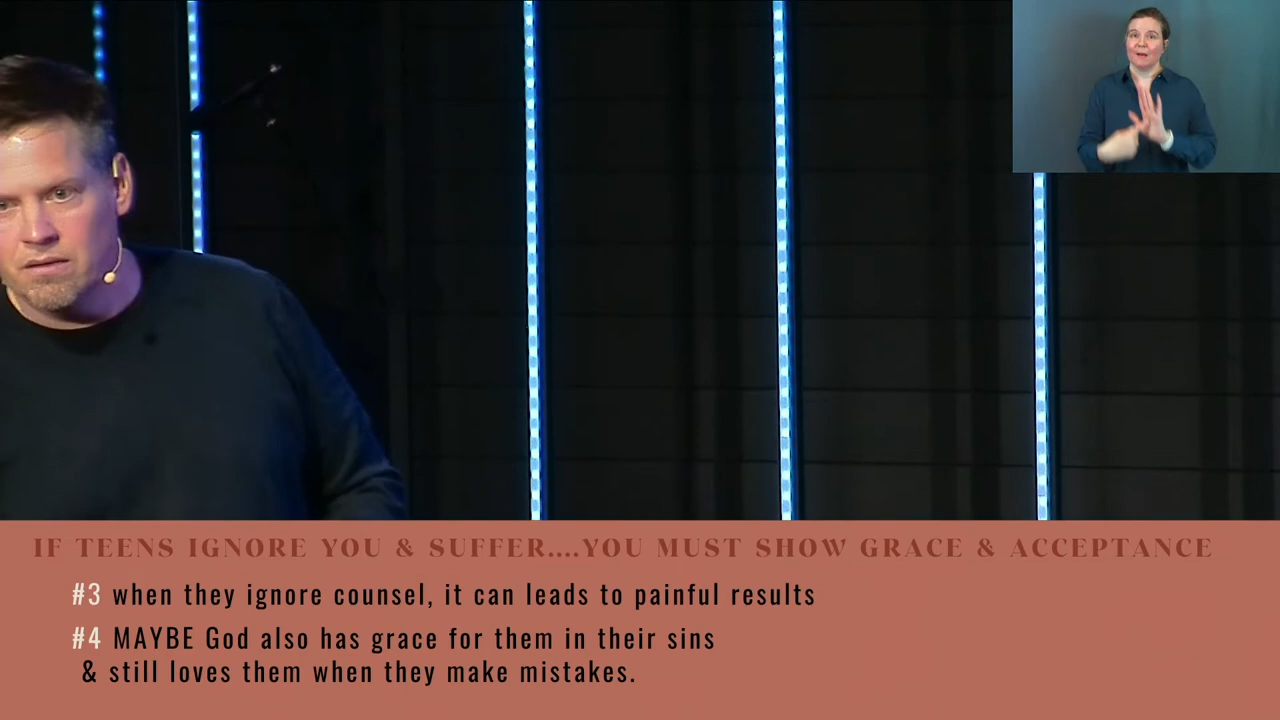 IF TEENS IGNORE YOU & SUFFER....YOU MUST SHOW GRACE & ACCEPTANCE
#3 when they ignore counsel, it can leads to painful results
#4 MAYBE God also has grace for them in their sins
& still loves them when they make mistakes.